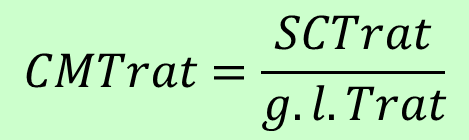 CMTrat = SCTrat / g.l.Trat